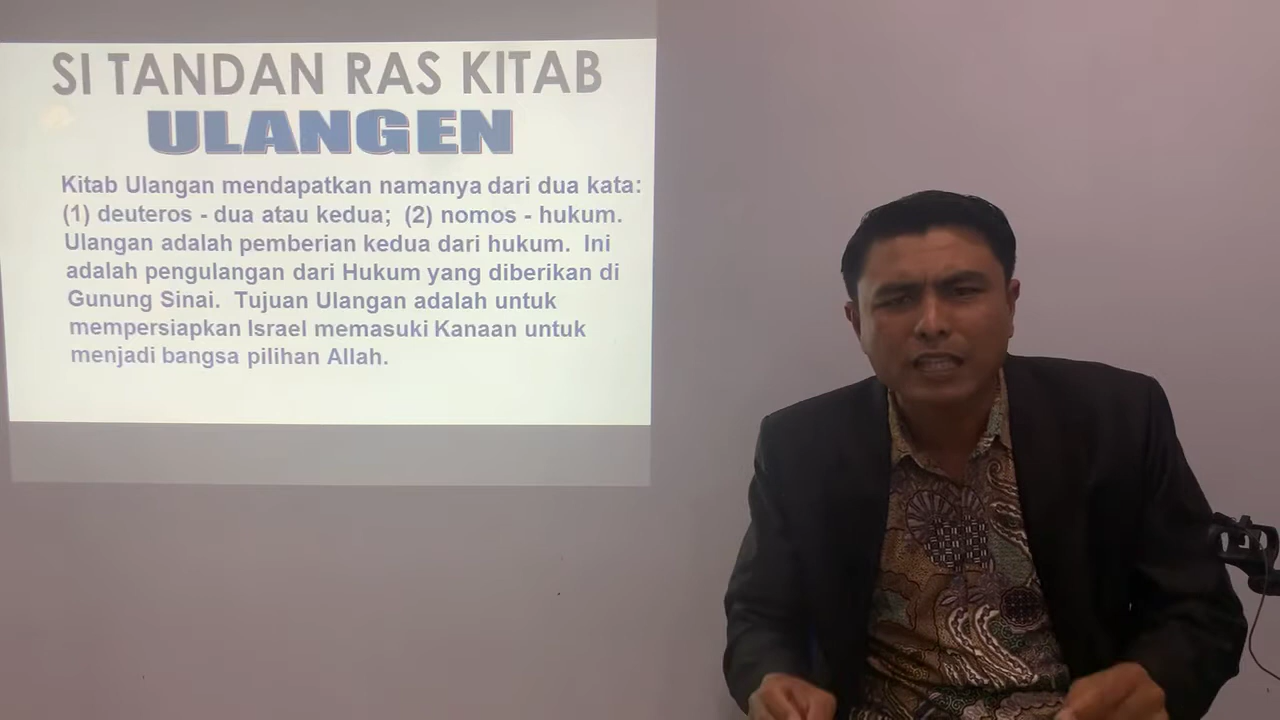 SI TANDAN RAS KITAB
ULANGEN
Kitab Ulangan mendapatkan namanya dari dua kata:
(1) deuteros - dua atau kedua; (2) nomos - hukum.
Ulangan adalah pemberian kedua dari hukum. Ini
adalah pengulangan dari Hukum yang diberikan di
Gunung Sinai. Tujuan Ulangan adalah untuk
mempersiapkan Israel memasuki Kanaan untuk
menjadi bangsa pilihan Allah.